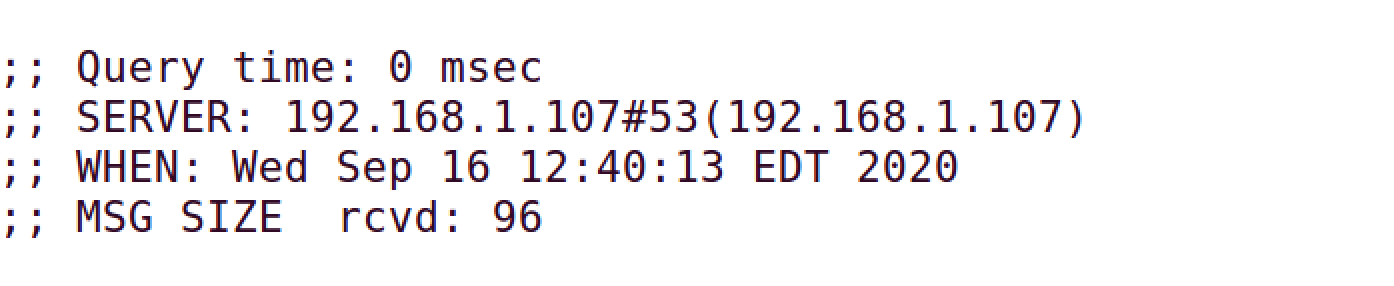 ;; Query time: 0 msec
;; SERVER: 192.168.1.107#53(192.168.1.107)
;; WHEN: Wed Sep 16 12:40:13 EDT 2020
;; MSG SIZE  rcvd: 96